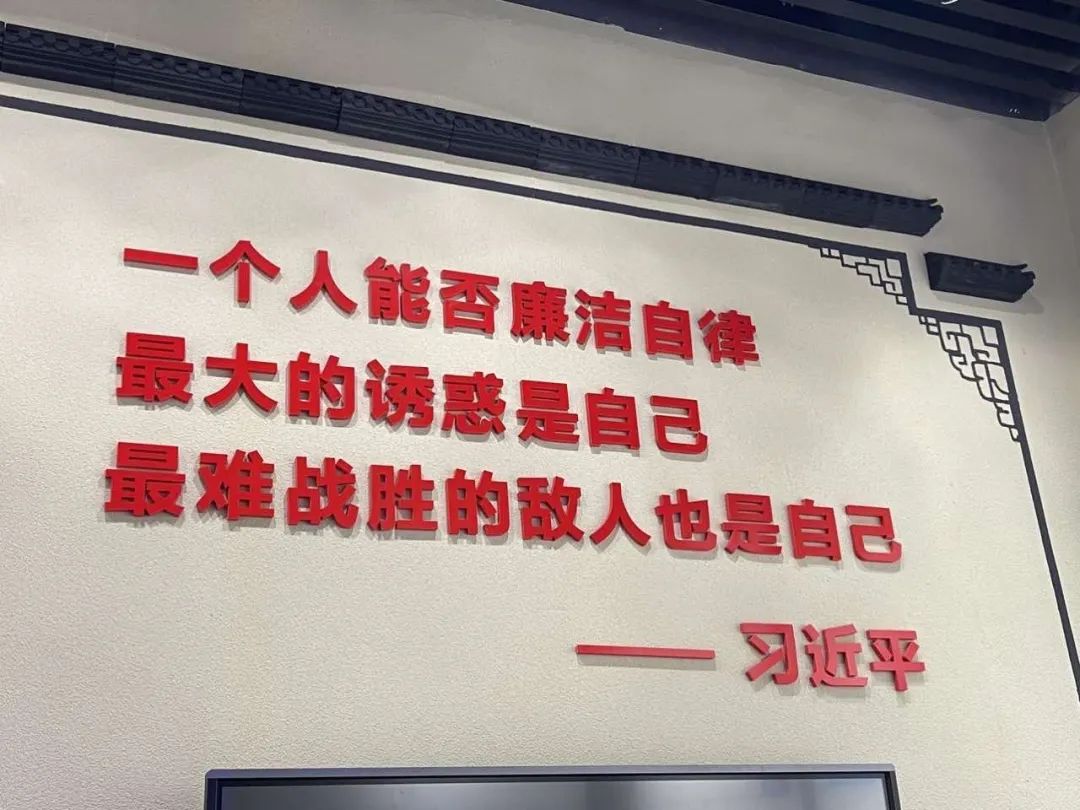 一个人能否廉洁自律
最大的诱惑是自己
最难战胜的敌人也是自己
—— 习近平